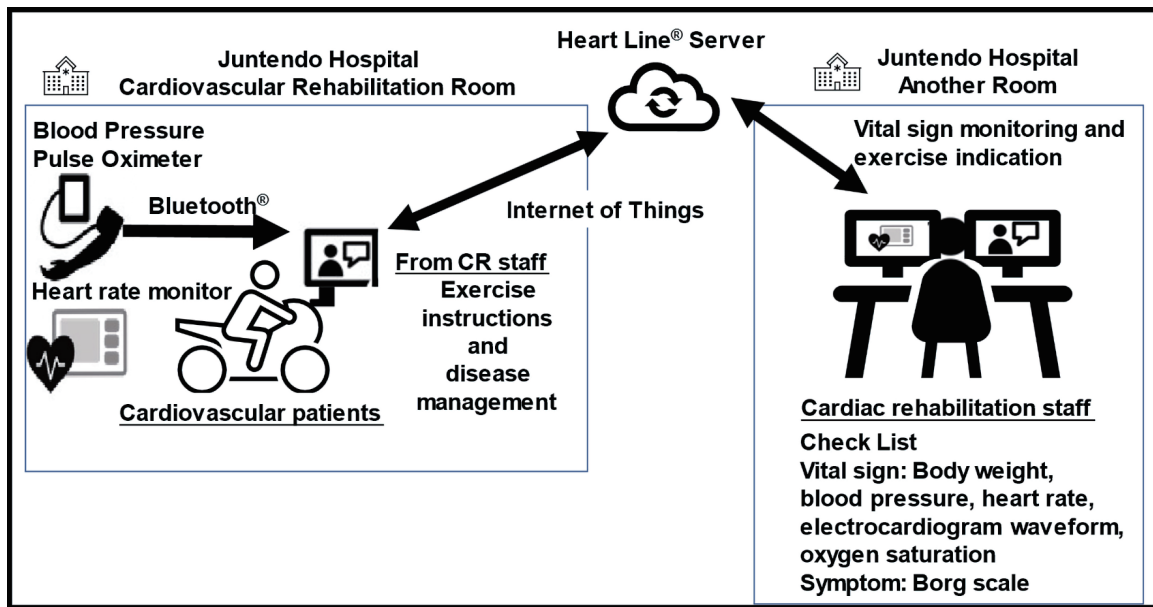 Heart Line® Server
Juntendo Hospital
Cardiovascular Rehabilitation Room
Blood Pressure
Pulse Oximeter
Bluetooth®
Heart rate monitor
Cardiovascular patients
From CR staff
Exercise
instructions
and
disease
management
Internet of Things
Juntendo Hospital
Another Room
Vital sign monitoring and
exercise indication
Cardiac rehabilitation staff
Check List
Vital sign: Body weight,
blood pressure, heart rate,
electrocardiogram waveform,
oxygen saturation
Symptom: Borg scale